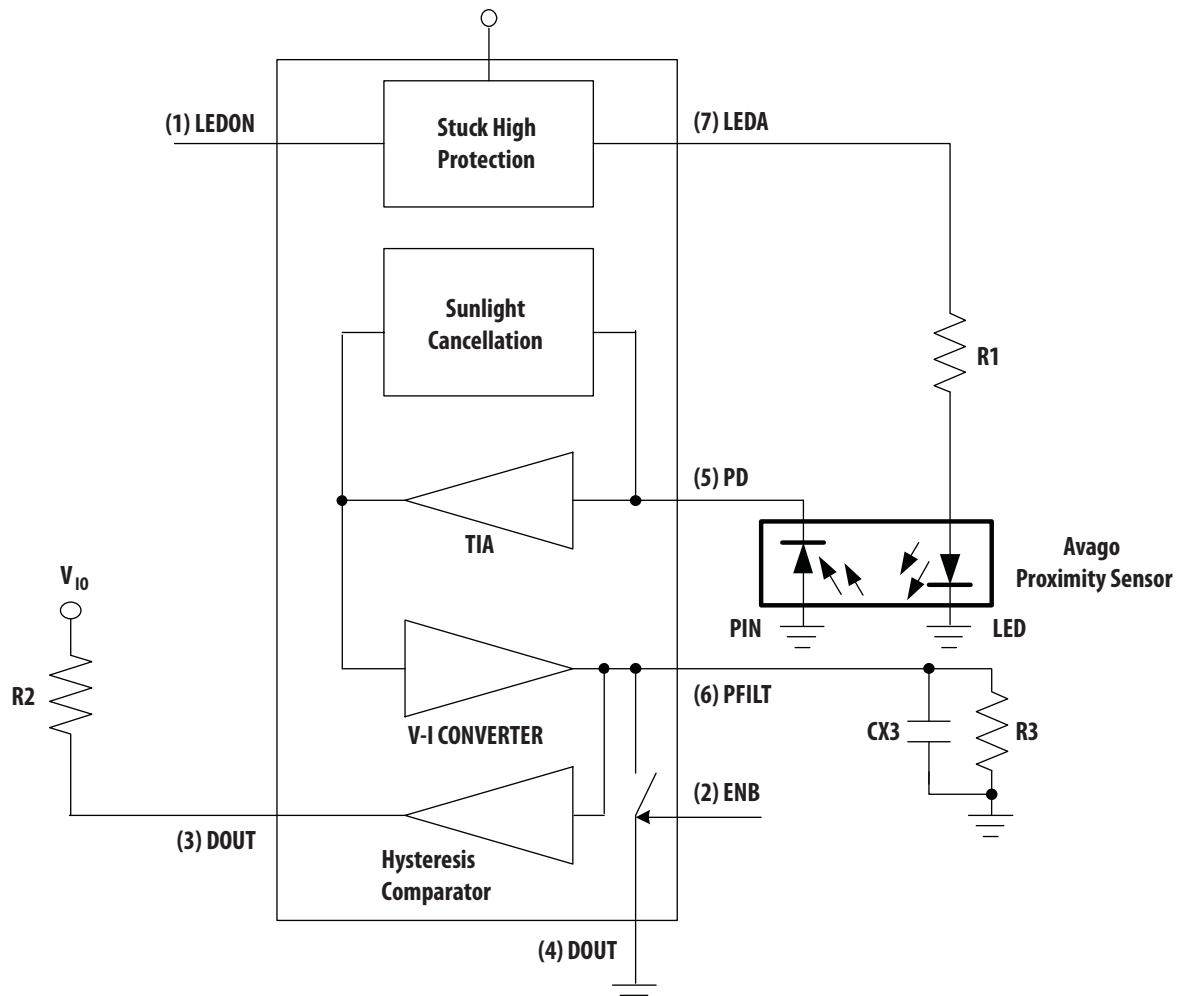 (1) LEDON
Stuck High
Protection
(7) LEDA
Sunlight
Cancellation
R1
(5) PD
TIA
Avago
Proximity Sensor
PIN
LED
V IO
R2
(6) PFILT
V-I CONVERTER
CX3
R3
(2) ENB
(3) DOUT
Hysteresis
Comparator
(4) DOUT